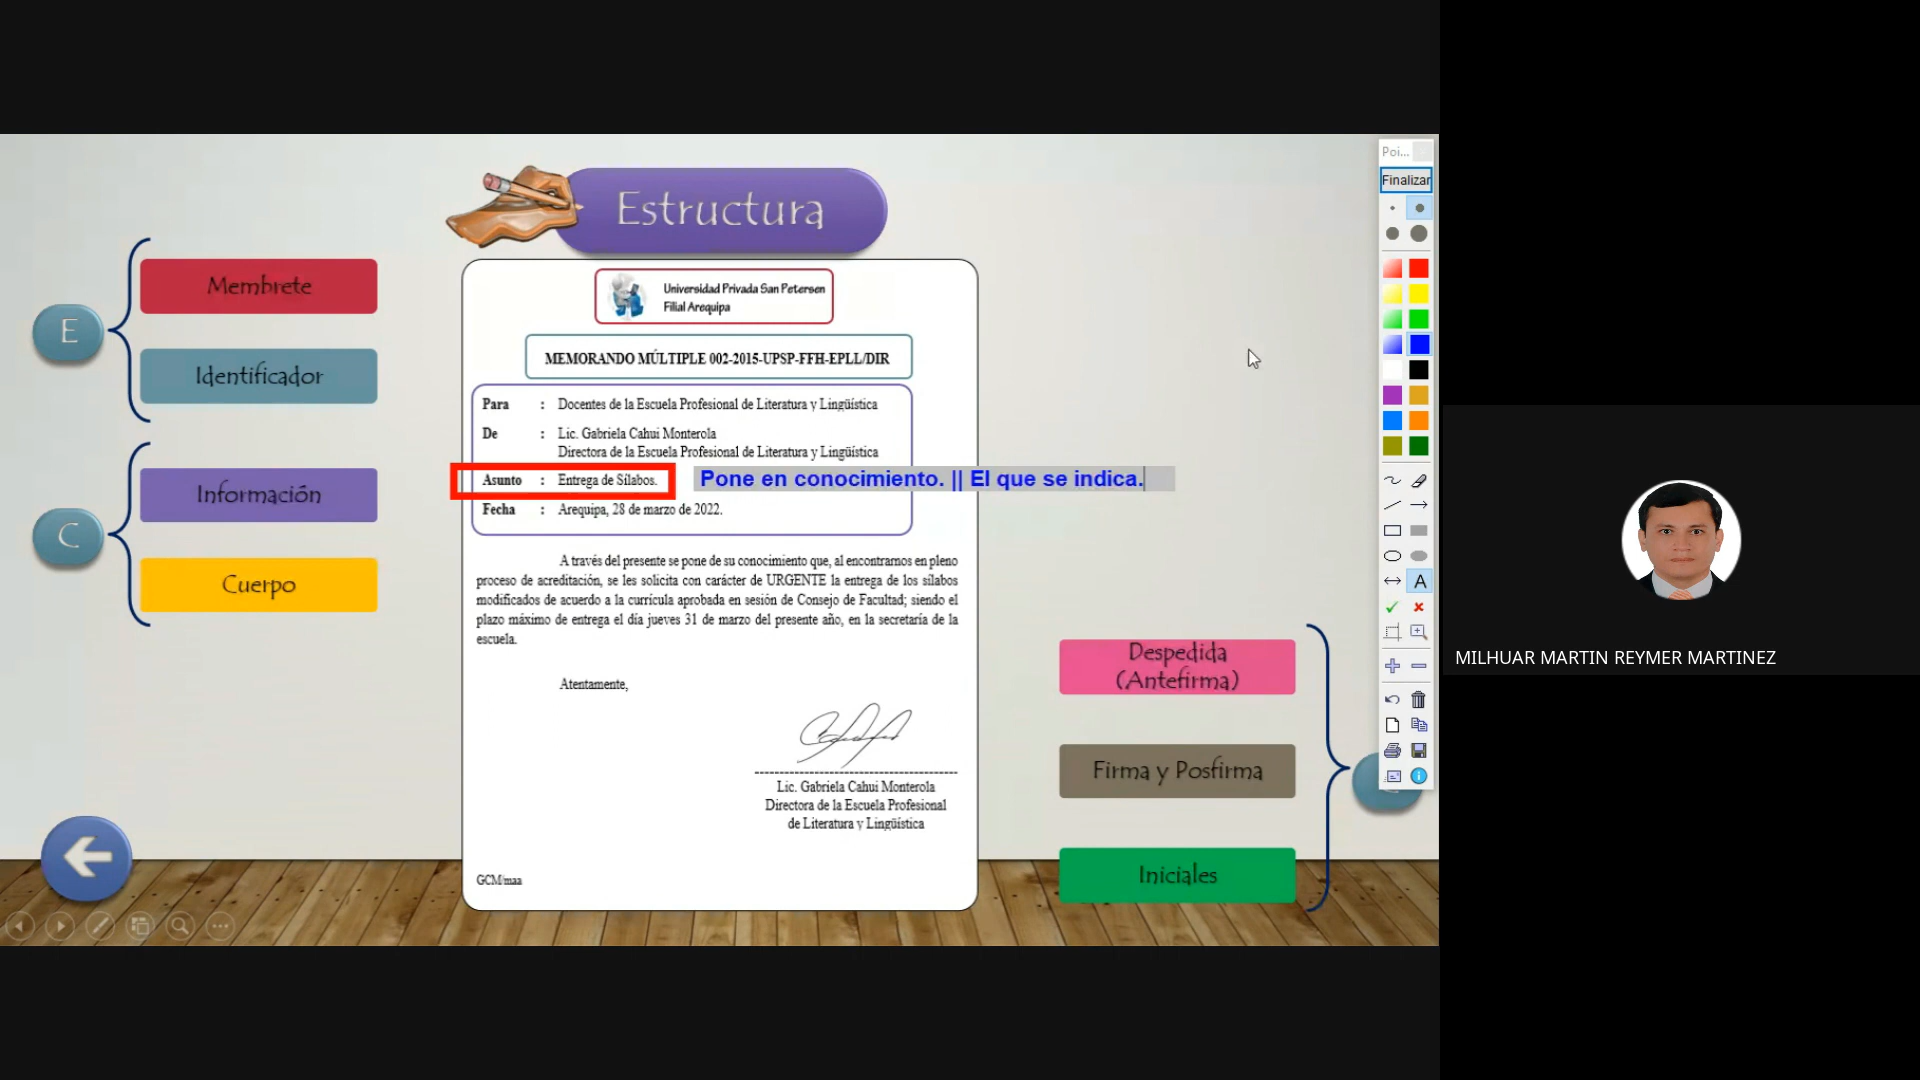 Estructura
E
Membrete
Identificador
C
Información
Cuerpo
Universidad Privada San Petersen
Filial Arequipa
MEMORANDO MÚLTIPLE 002-2015-UPSP-FFH-EPLL/DIR
Para : Docentes de la Escuela Profesional de Literatura y Lingüística
De : Lic. Gabriela Cahui Monterola
Directora de la Escuela Profesional de Literatura y Lingüística
Asunto : Entrega de Sílabos.
Pone en conocimiento. || El que se indica.
Fecha : Arequipa, 28 de marzo de 2022.
A través del presente se pone de su conocimiento que, al encontrarnos en pleno
proceso de acreditación, se les solicita con carácter de URGENTE la entrega de los sílabos
modificados de acuerdo a la currícula aprobada en sesión de Consejo de Facultad; siendo el
plazo máximo de entrega el día jueves 31 de marzo del presente año, en la secretaría de la
escuela.
Atentamente,
Lic. Gabriela Cahui Monterola
Directora de la Escuela Profesional
de Literatura y Lingüística
GCM/maa
Despedida
(Antefirma)
Firma y Posfirma
Iniciales
Poi...
Finalizar
A
MILHUAR MARTIN REYMER MARTINEZ